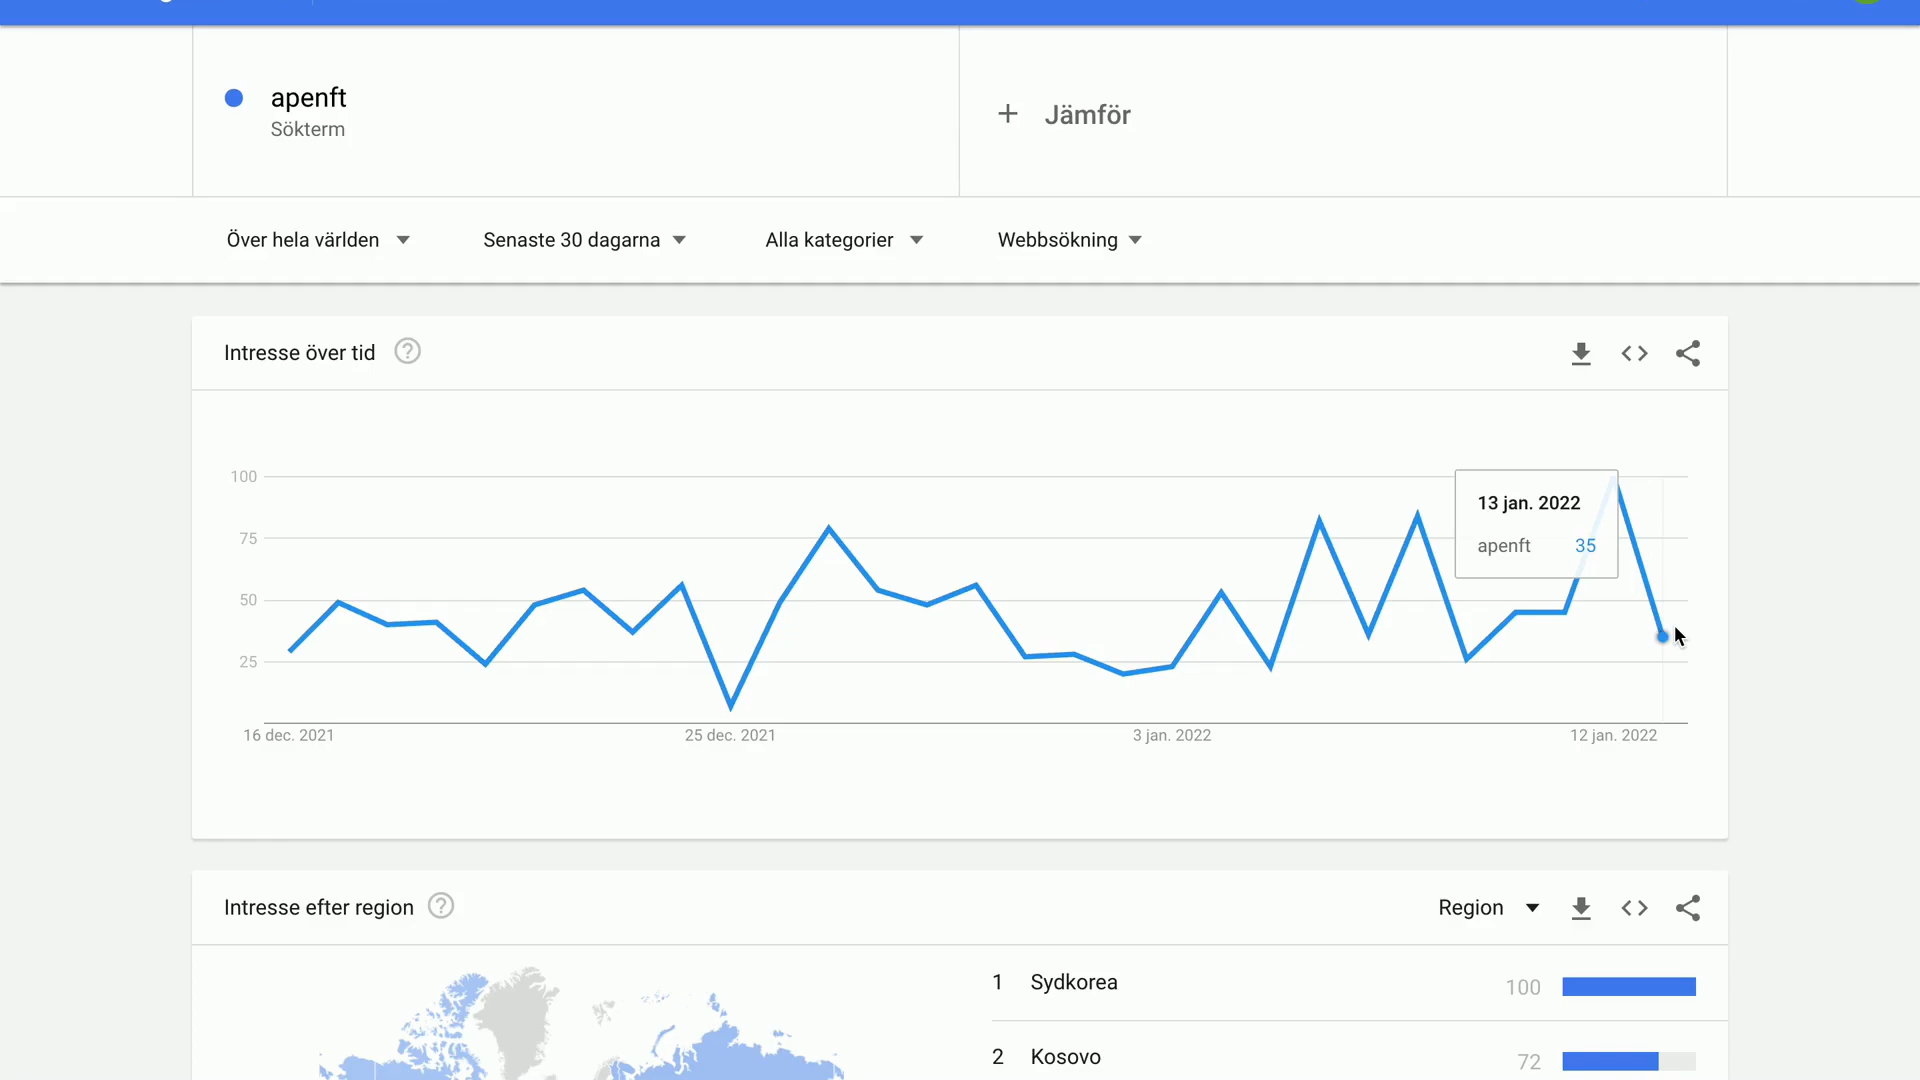 apenft
Sökterm
+ Jämför
Över hela världen
Senaste 30 dagarna
Alla kategorier
Webbsökning
Intresse över tid
100
75
50
25
13 jan. 2022
apenft 35
16 dec. 2021
25 dec. 2021
3 jan. 2022
12 jan. 2022
Intresse efter region
Region
1 Sydkorea 100
2 Kosovo 72